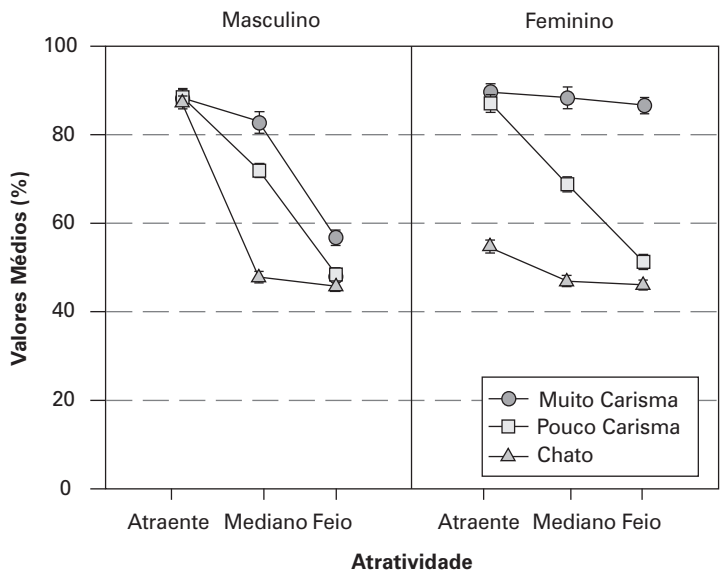 Masculino
Feminino
100
80
60
40
20
0
Valores Médios (%)
Muito Carisma
Pouco Carisma
Chato
Atraente Mediano Feio
Atraente Mediano Feio
Atratividade